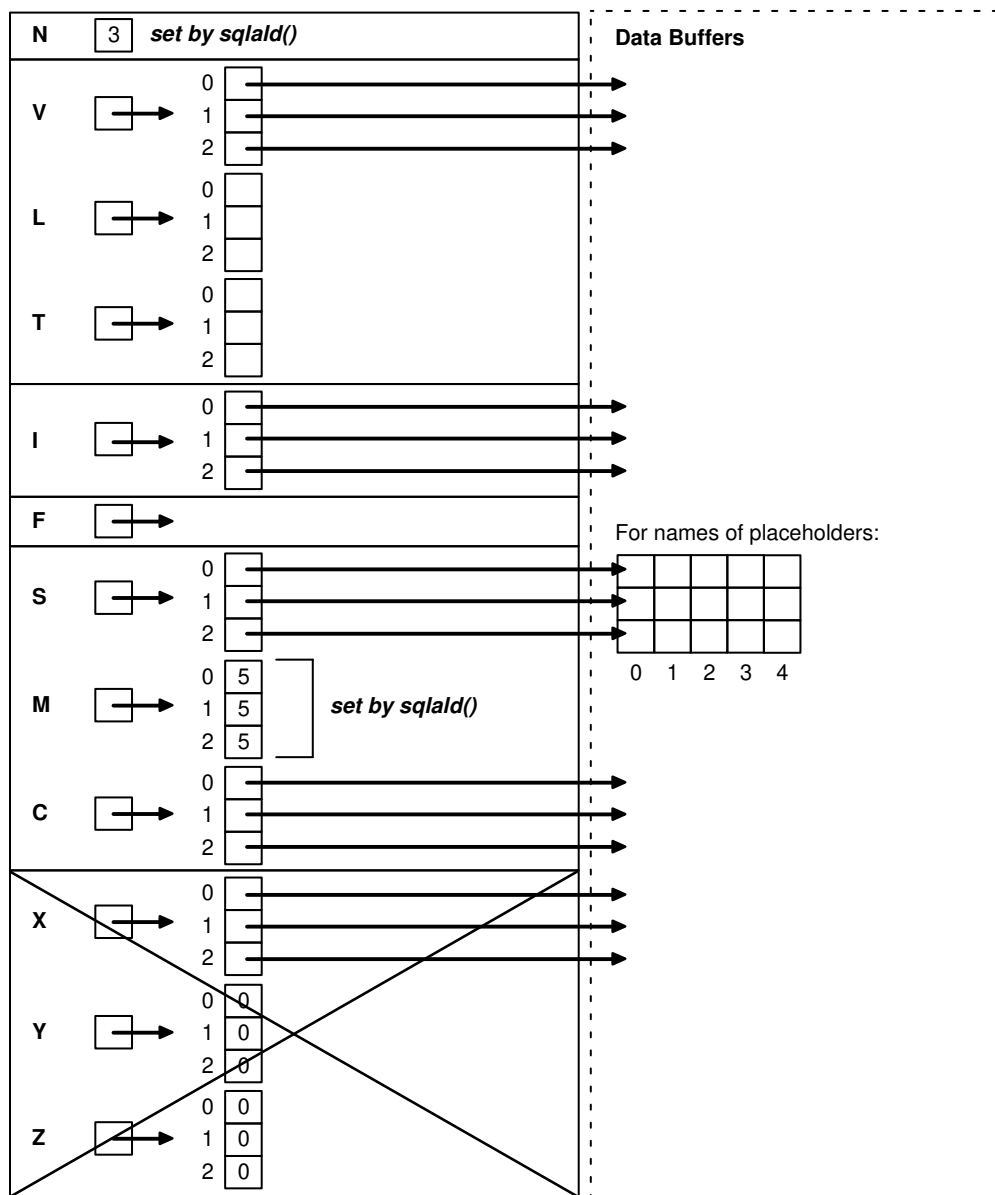 N 3 set by sqlald()
Data Buffers
0
V 1
2
0
L 1
2
0
T 1
2
0
I 1
2
F
For names of placeholders:
0
S 1
2
0 1 2 3 4
0 5
M 1 5 set by sqlald()
2 5
0
C 1
2
0
X 1
2
0 0
Y 1 0
2 0
0 0
Z 1 0
2 0